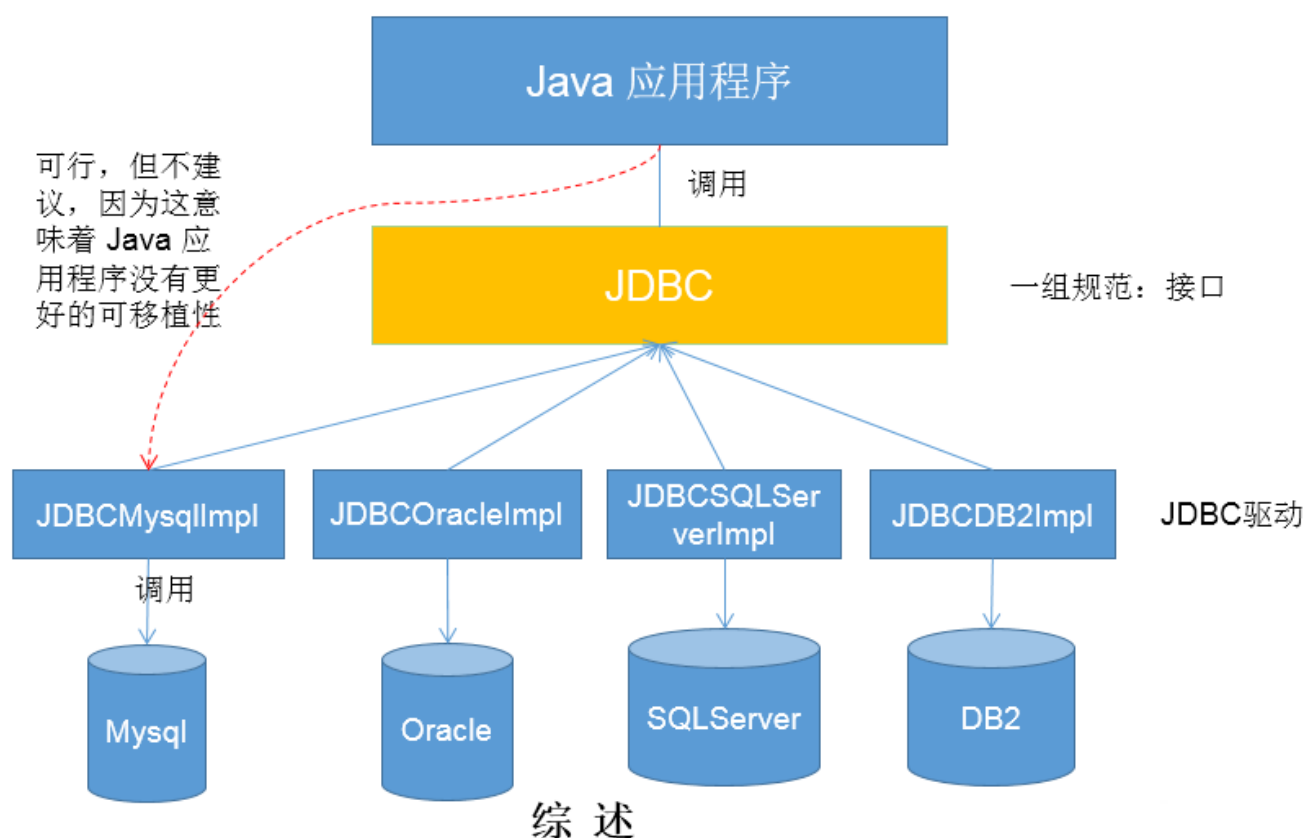 Java 应用程序
可行，但不建
议，因为这意
味着 Java 应
用程序没有更
好的可移植性
调用
JDBC
一组规范：接口
JDBCMysqlImpl
JDBCOracleImpl
JDBCSQLSer
verImpl
JDBCDB2Impl
JDBC驱动
调用
Mysql
Oracle
SQLServer
DB2
综 述